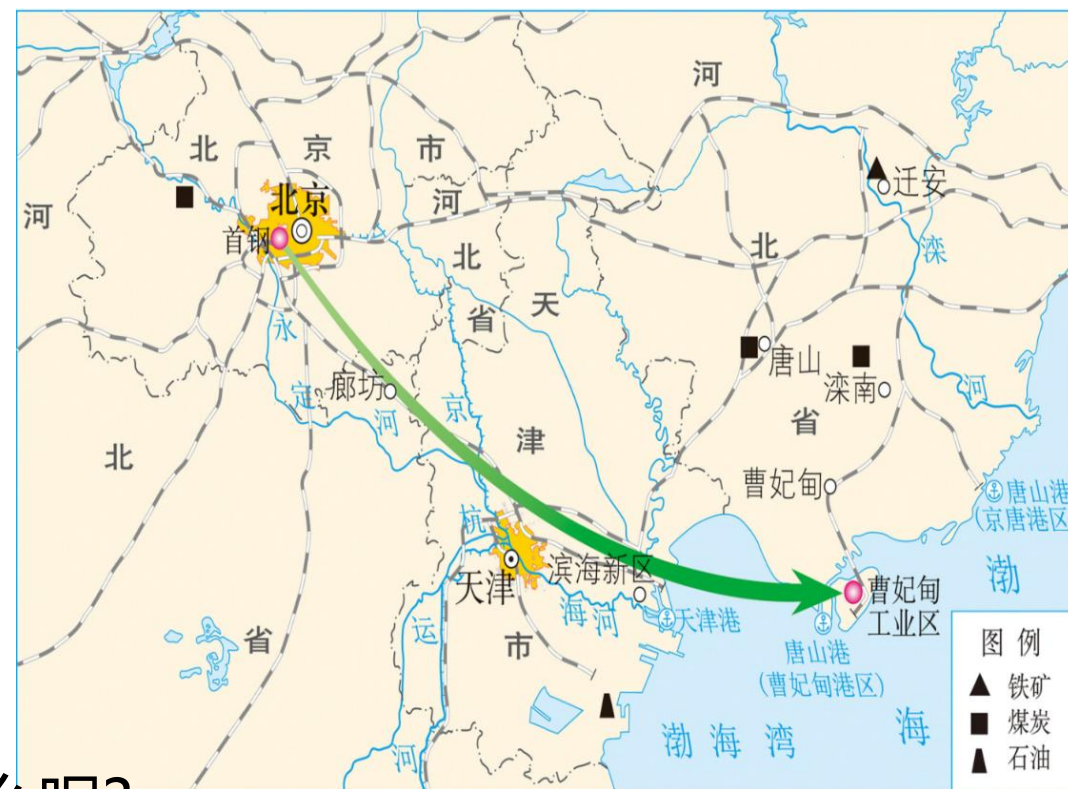 河
北 京 市
河
北京
首钢
河
迁安
北
省
天
北
滦
永
定
河
廊坊
京
唐山
滦南
河
省
津
北
曹妃甸
唐山港
(京唐港区)
杭
天津
滨海新区
渤
曹妃甸
工业区
海河
天津港
运
市
省
唐山港
(曹妃甸港区)
渤海湾
海
河
图例
铁矿
煤炭
石油
呢?